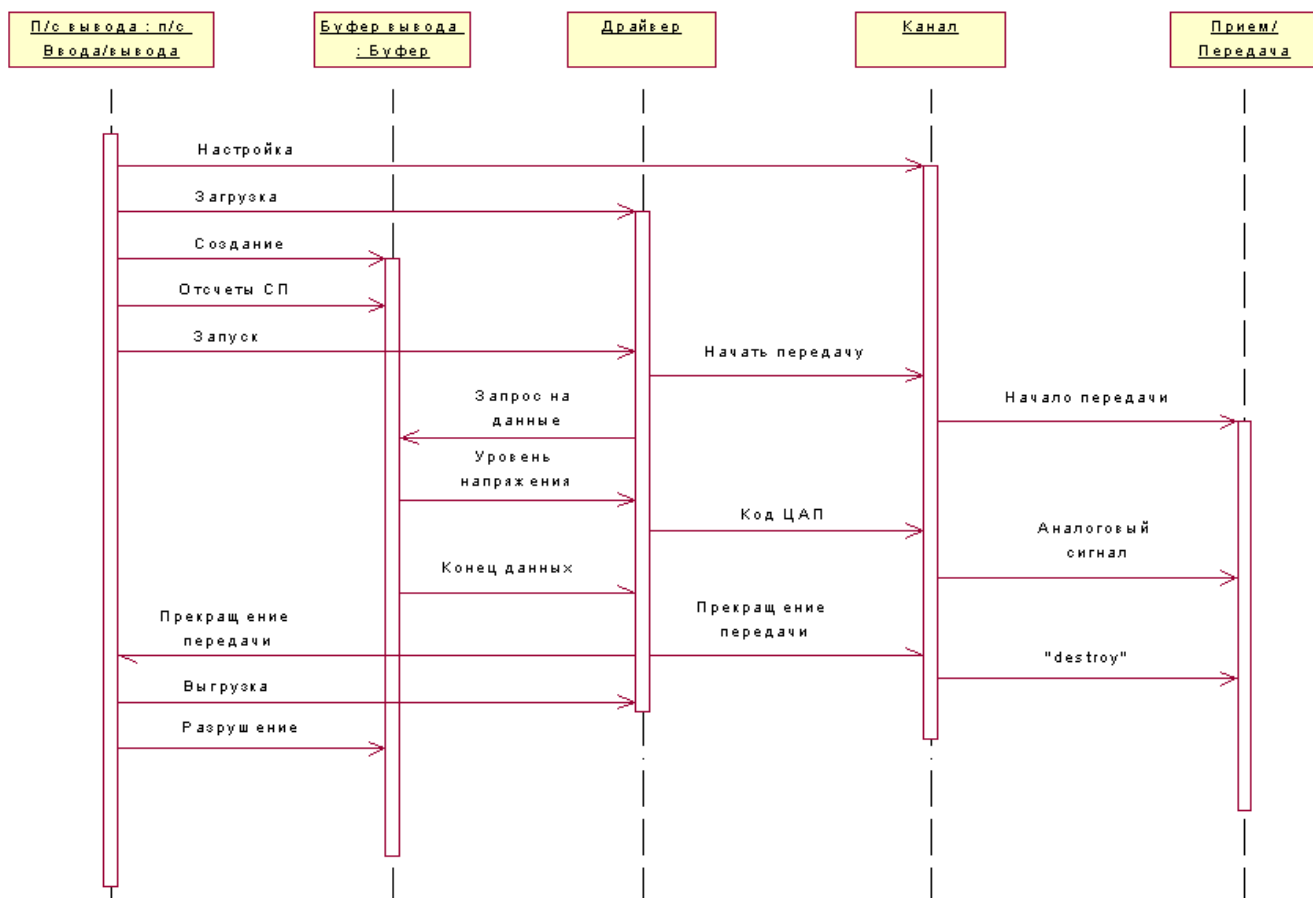 П/с вывода : п/с
Ввода/вывода
Буфер вывода
: Буфер
Драйвер
Канал
Прием/
Передача
Настройка
Загрузка
Создание
Отсчеты СП
Запуск
Начать передачу
Запрос на
данные
Начало передачи
Уровень
напряжения
Код ЦАП
Аналоговый
сигнал
Конец данных
Прекращение
передачи
Прекращение
передачи
"destroy"
Выгрузка
Разрушение